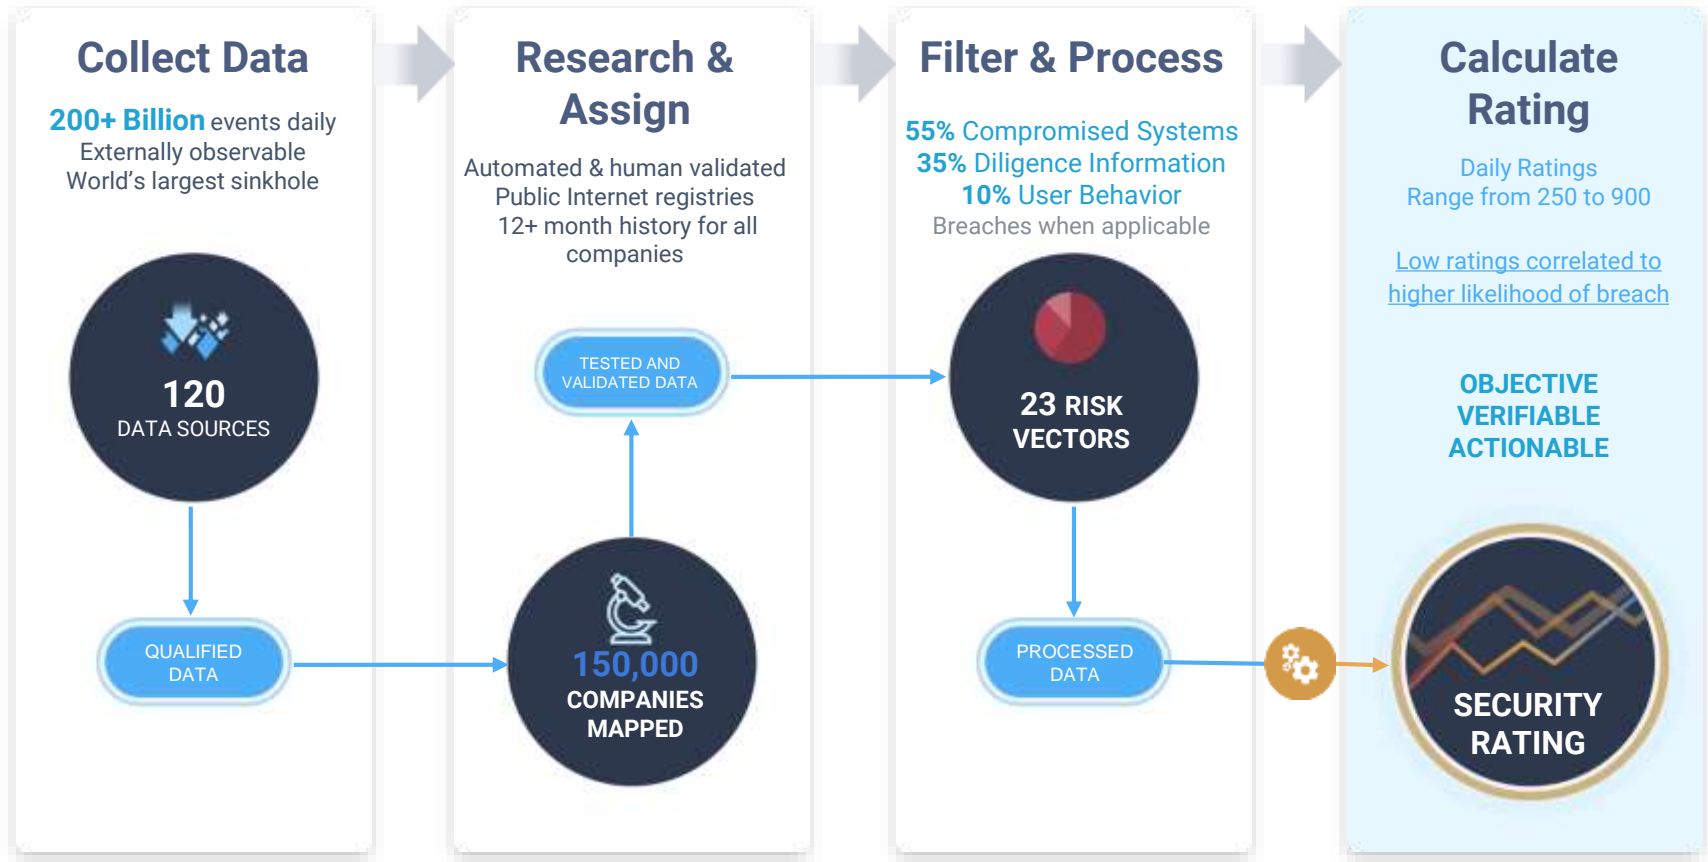 Collect Data
200+ Billion events daily
Externally observable
World's largest sinkhole
120
DATA SOURCES
QUALIFIED
DATA
Research &
Assign
Automated & human validated
Public Internet registries
12+ month history for all
companies
TESTED AND
VALIDATED DATA
150,000
COMPANIES
MAPPED
Filter & Process
55% Compromised Systems
35% Diligence Information
10% User Behavior
Breaches when applicable
23 RISK
VECTORS
PROCESSED
DATA
Calculate
Rating
Daily Ratings
Range from 250 to 900
Low ratings correlated to
higher likelihood of breach
OBJECTIVE
VERIFIABLE
ACTIONABLE
SECURITY
RATING